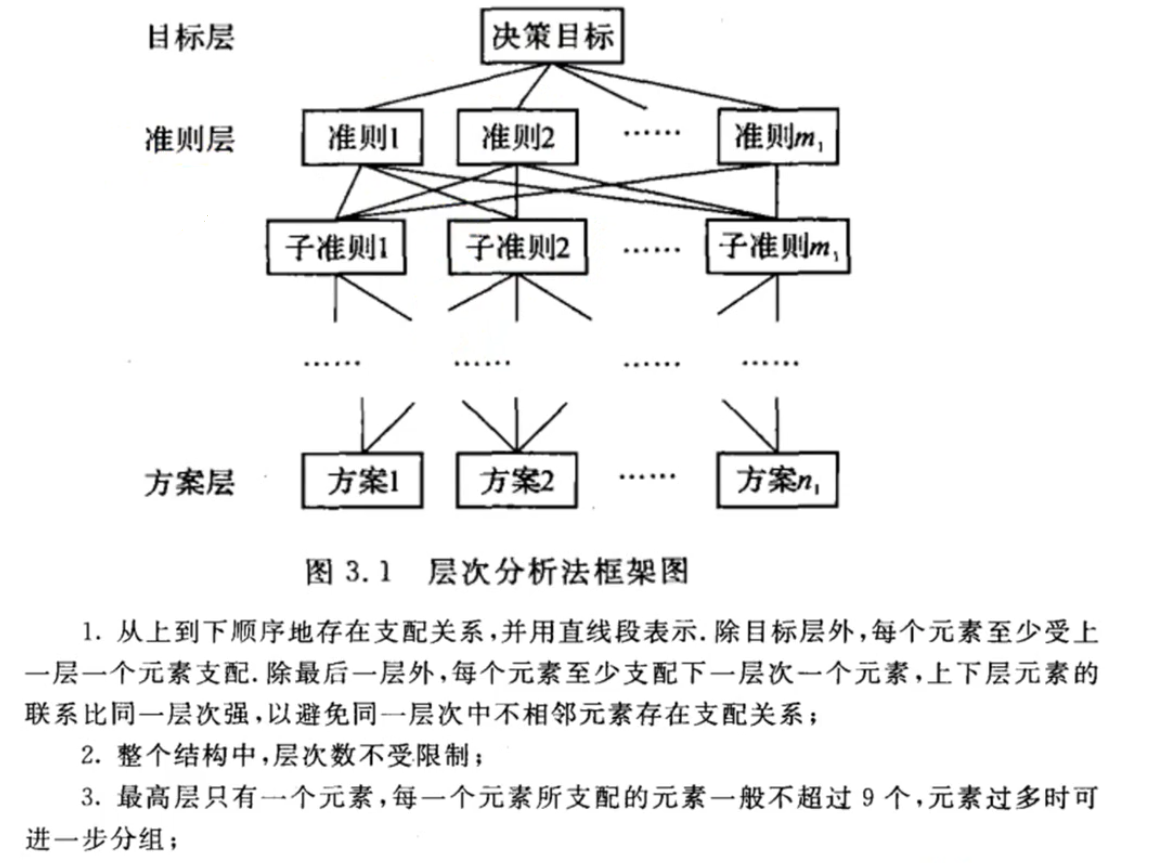 目标层 决策目标
准则层 准则1 准则2 …… 准则m₁
子准则1 子准则2 …… 子准则m₁
…… …… …… ……
方案层 方案1 方案2 …… 方案n₁
图 3.1 层次分析法框架图
1. 从上到下顺序地存在支配关系,并用直线段表示.除目标层外,每个元素至少受上
一层一个元素支配.除最后一层外,每个元素至少支配下一层次一个元素,上下层元素的
联系比同一层次强,以避免同一层次中不相邻元素存在支配关系;
2. 整个结构中,层次数不受限制;
3. 最高层只有一个元素,每一个元素所支配的元素一般不超过 9 个,元素过多时可
进一步分组;